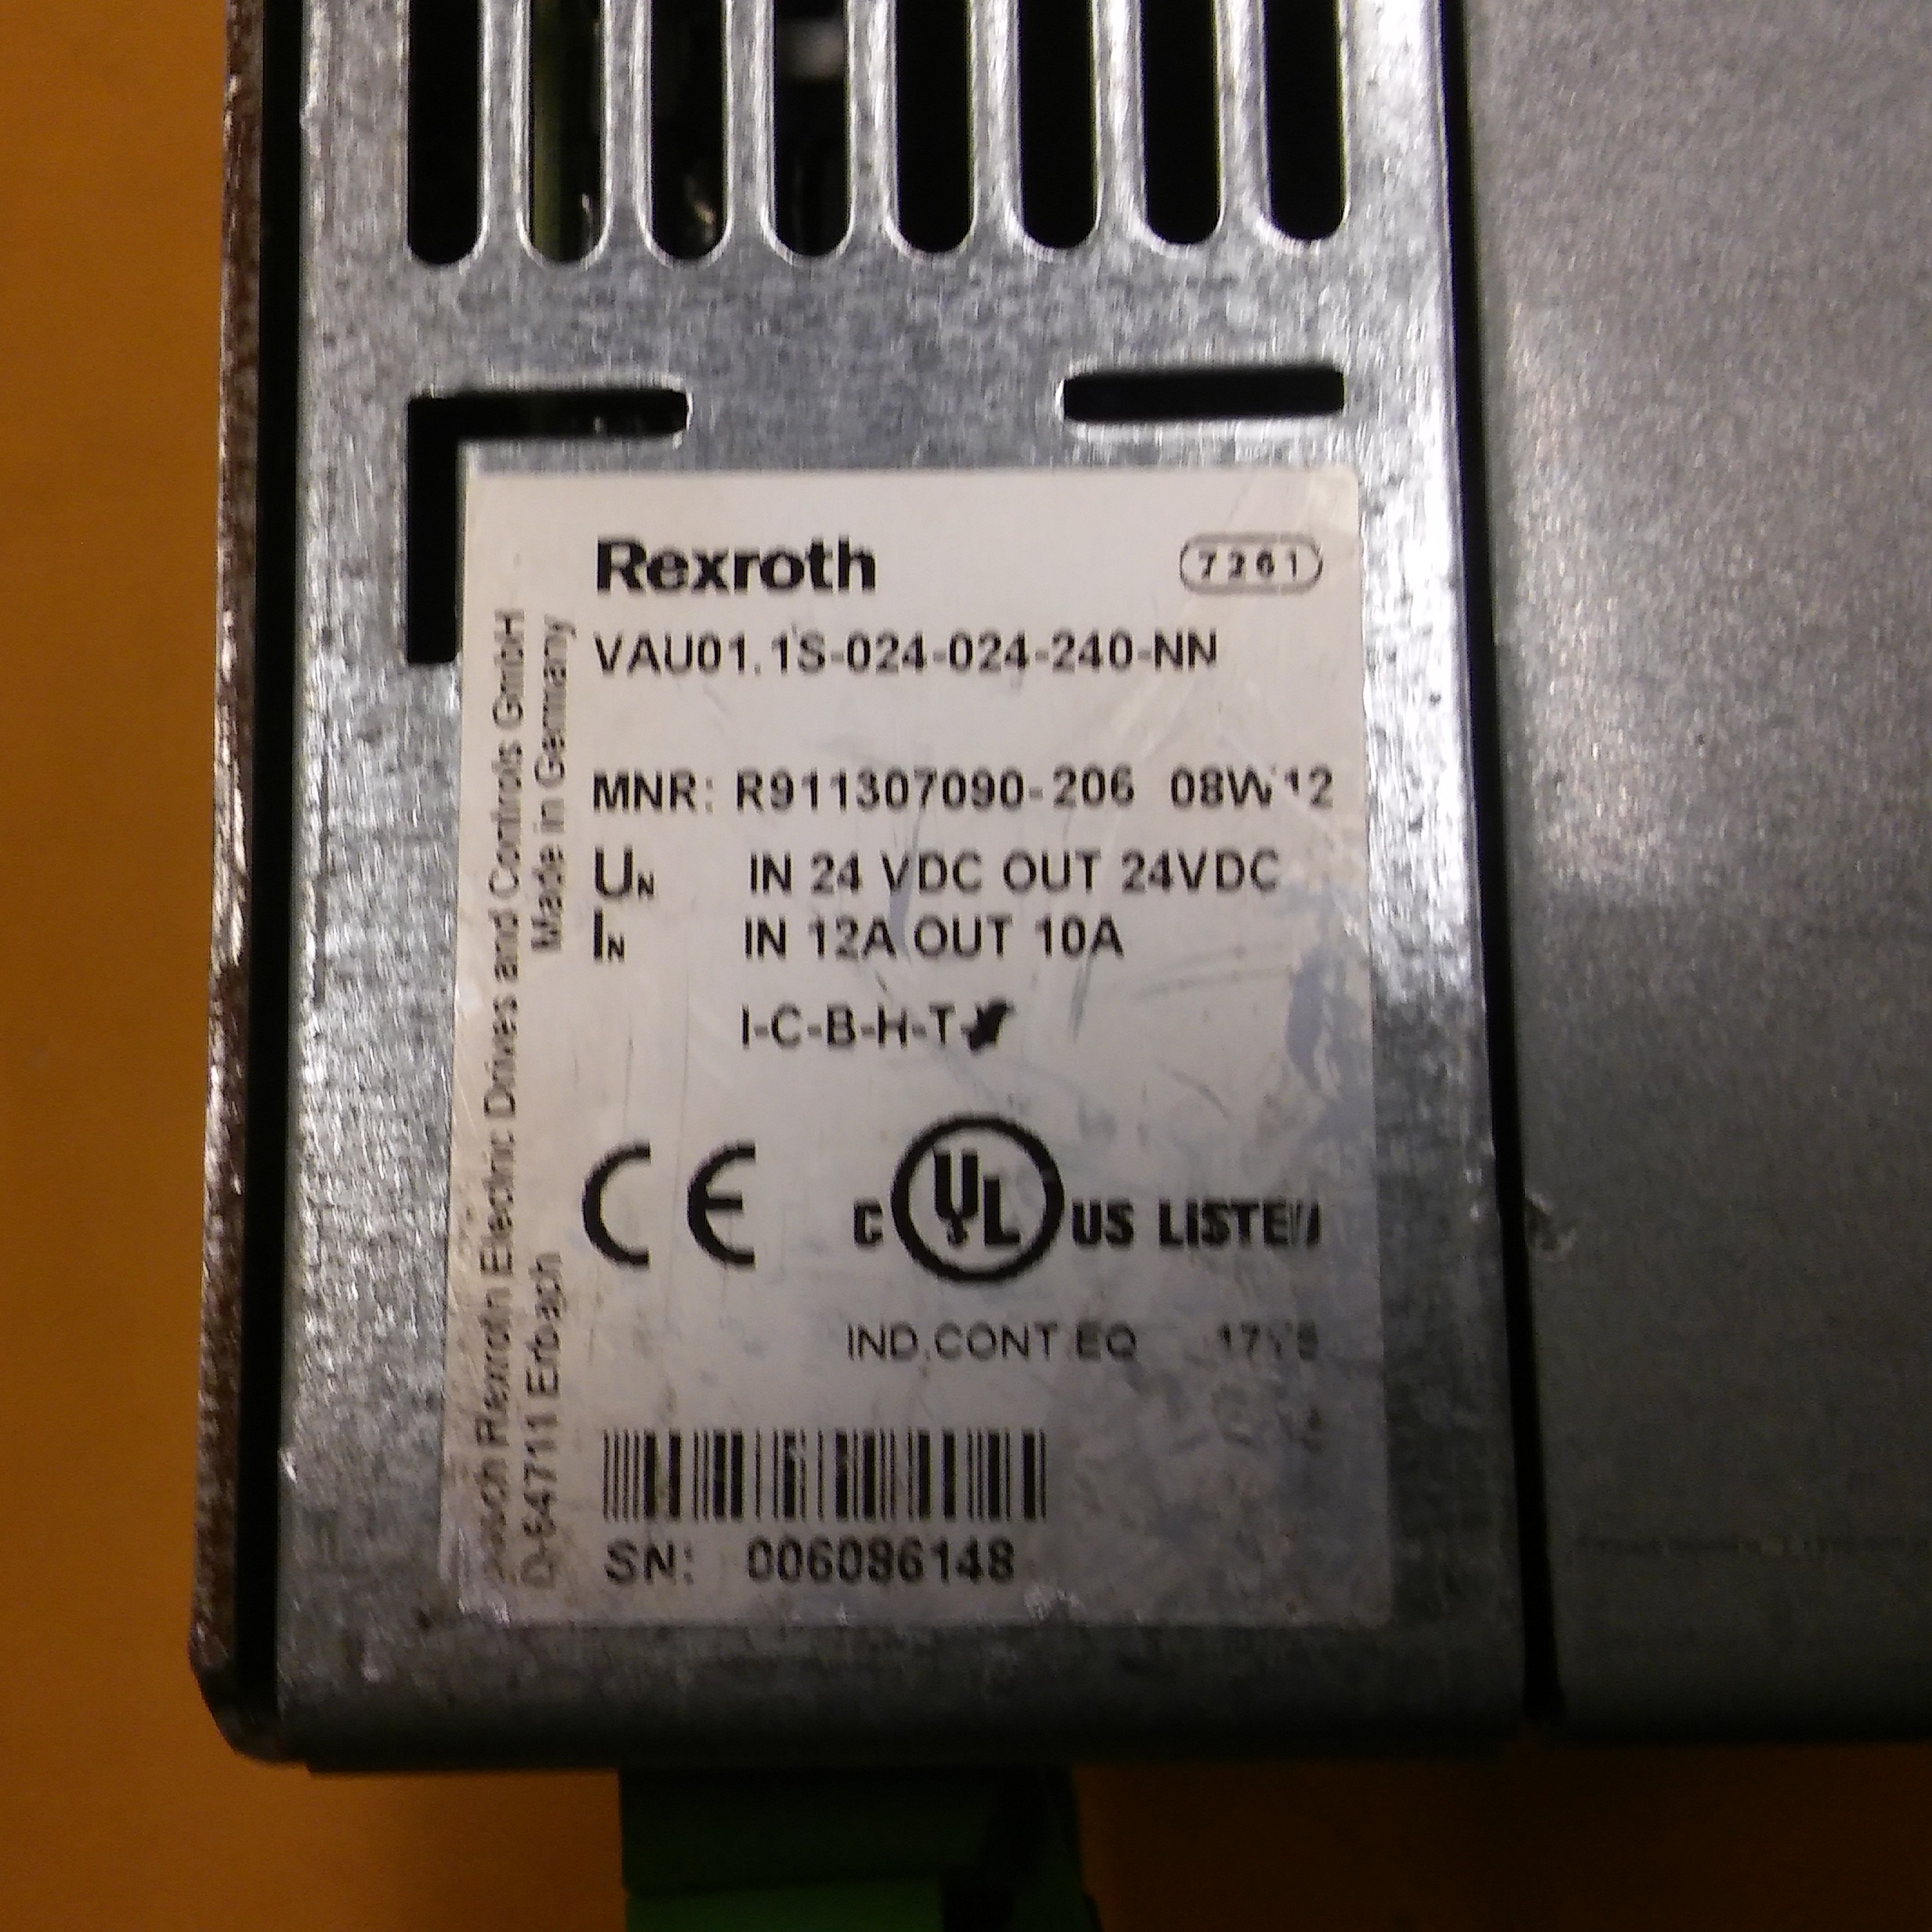 Rexroth 7261
VAU01.1S-024-024-240-NN
MNR: R911307090-206 08W12
UN IN 24 VDC OUT 24VDC
IN IN 12A OUT 10A
I-C-B-H-T-
CE C UL US LISTED
IND.CONT.EQ
SN: 006086148
Rexroth Electric Drives and Controls GmbH
D-64711 Erbach Made in Germany